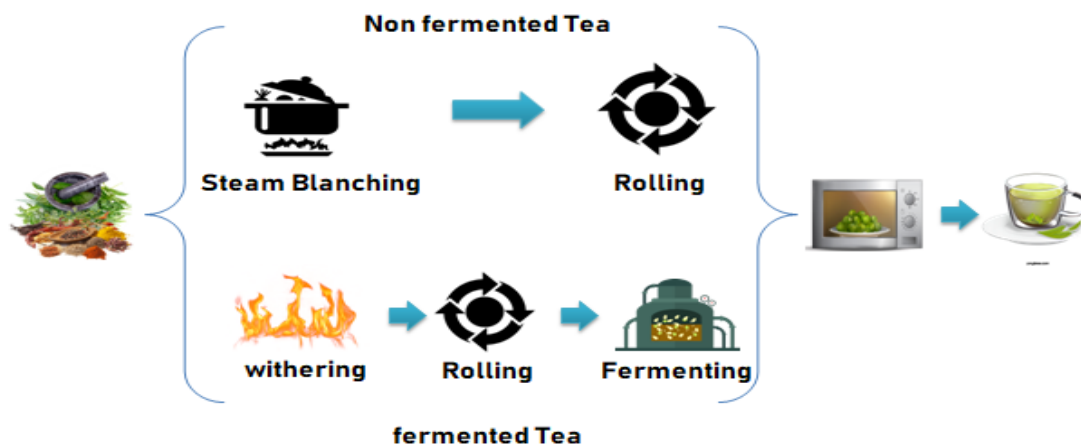 Non fermented Tea
Steam Blanching
Rolling
withering
Rolling
Fermenting
fermented Tea